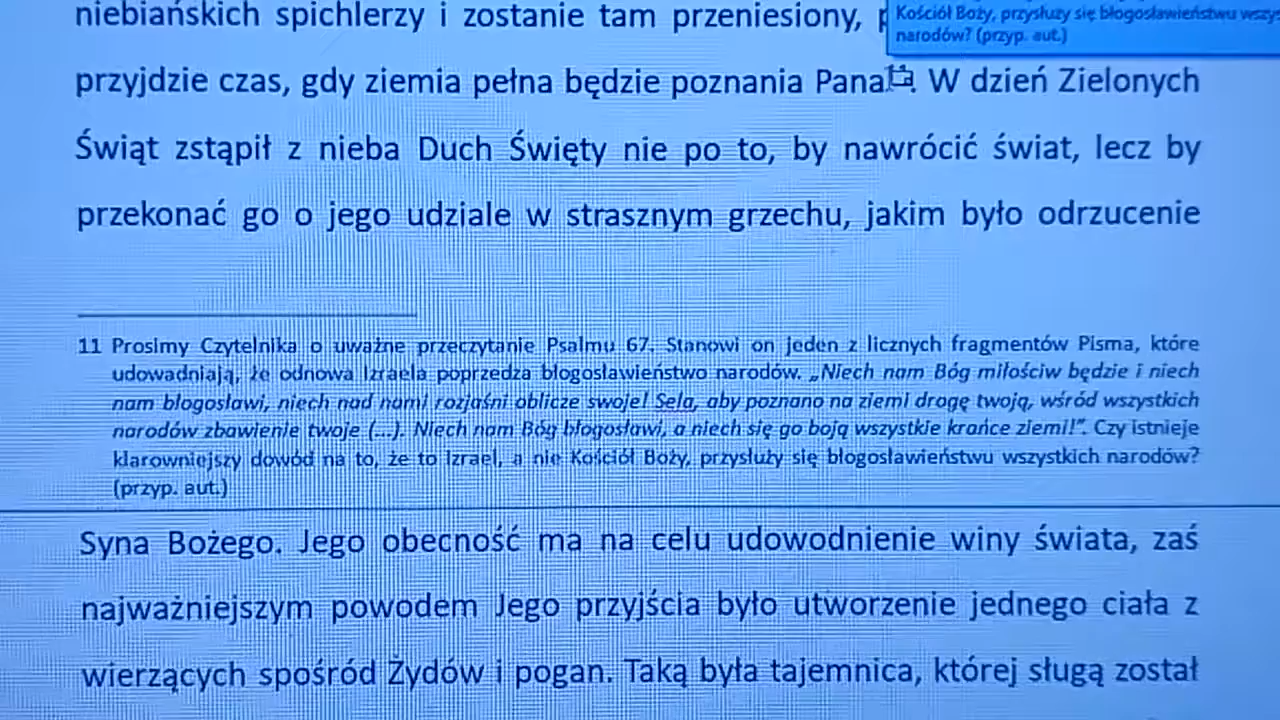 niebiańskich spichlerzy i zostanie tam przeniesiony,
Kościół Boży, przysłuży się błogosławieństwu
narodów? (przyp. aut.)
przyjdzie czas, gdy ziemia pełna będzie poznania Pana. W dzień Zielonych
Świąt zstąpił z nieba Duch Święty nie po to, by nawrócić świat, lecz by
przekonać go o jego udziale w strasznym grzechu, jakim było odrzucenie
11 Prosimy Czytelnika o uważne przeczytanie Psalmu 67. Stanowi on jeden z licznych fragmentów Pisma, które
udowadniają, że odnowa Izraela poprzedza błogosławieństwo narodów. „Niech nam Bóg miłościw będzie i niech
nam błogosławi, niech nad nami rozjaśni oblicze swoje! Sela, aby poznano na ziemi drogę twoją, wśród wszystkich
narodów zbawienie twoje (...). Niech nam Bóg błogosławi, a niech się go boją wszystkie krańce ziemi!”. Czy istnieje
klarowniejszy dowód na to, że to Izrael, a nie Kościół Boży, przysłuży się błogosławieństwu wszystkich narodów?
(przyp. aut.)
Syna Bożego. Jego obecność ma na celu udowodnienie winy świata, zaś
najważniejszym powodem Jego przyjścia było utworzenie jednego ciała z
wierzących spośród Żydów i pogan. Taką była tajemnica, której sługą został